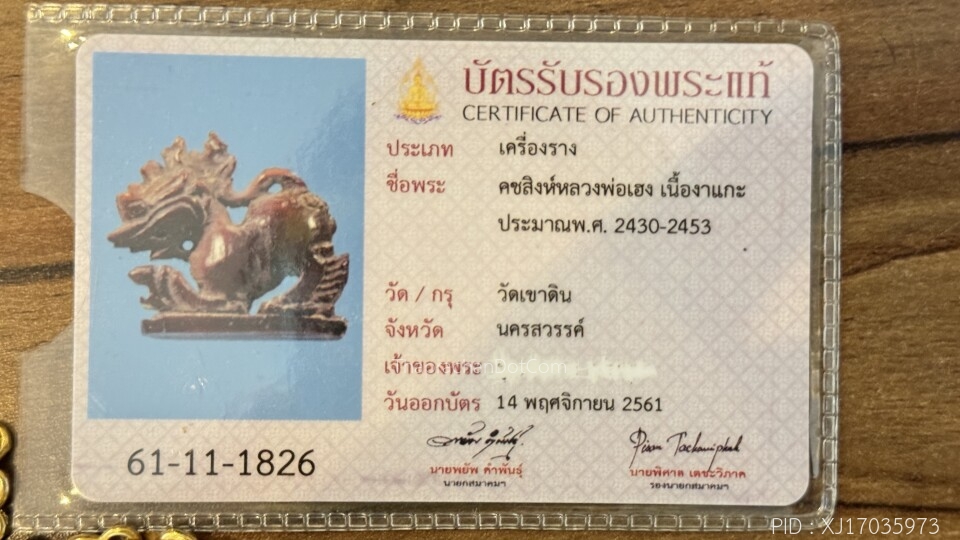 บัตรรับรองพระแท้
CERTIFICATE OF AUTHENTICITY
ประเภท เครื่องราง
ชื่อพระ คชสิงห์หลวงพ่อเฮง เนื้องาแกะ
ประมาณพ.ศ. 2430-2453
วัด / กรุ วัดเขาดิน
จังหวัด นครสวรรค์
เจ้าของพระ
วันออกบัตร 14 พฤศจิกายน 2561
61-11-1826
นายพยัพ คำพันธุ์
นายกสมาคมฯ
นายพิศาล เตชะวิภาค
รองนายกสมาคมฯ
PID : XJ17035973